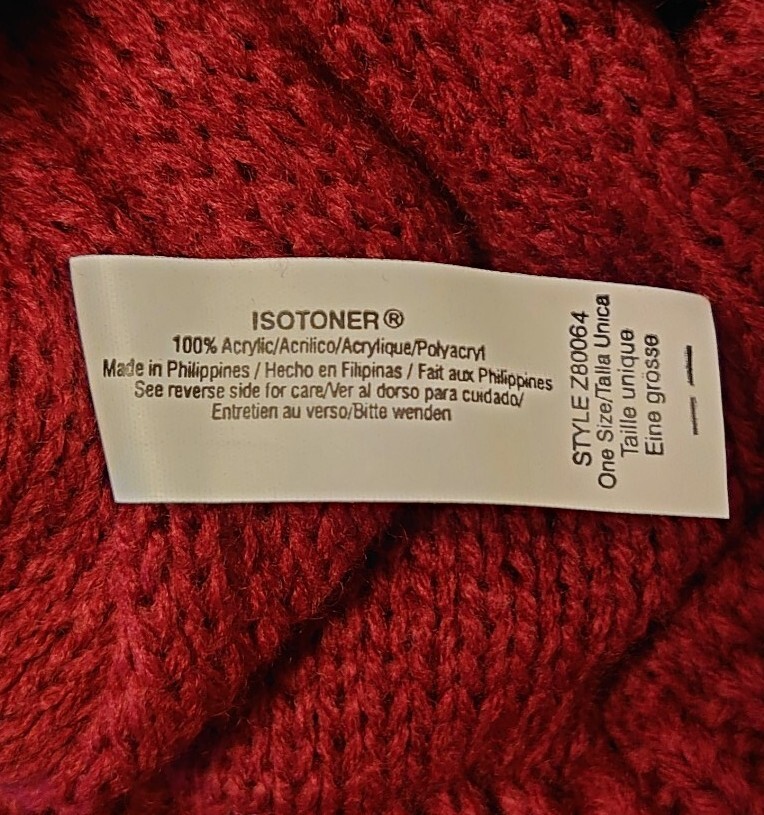 ISOTONER®
100% Acrylic/Acrilico/Acrylique/Polyacryl
Made in Philippines / Hecho en Filipinas / Fait aux Philippines
See reverse side for care/Ver al dorso para cuidado/
Entretien au verso/Bitte wenden
STYLE Z80064
One Size/Talla Unica
Taille unique
Eine grösse